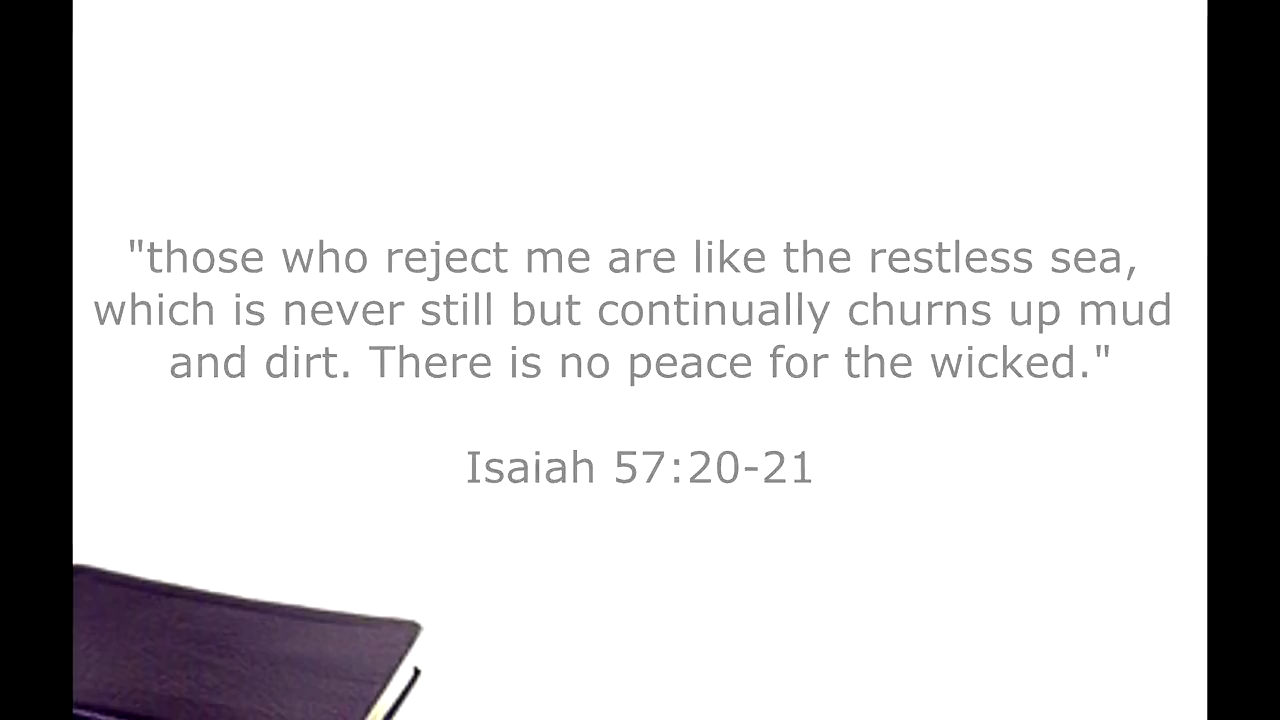 "those who reject me are like the restless sea,
which is never still but continually churns up mud
and dirt. There is no peace for the wicked."
Isaiah 57:20-21